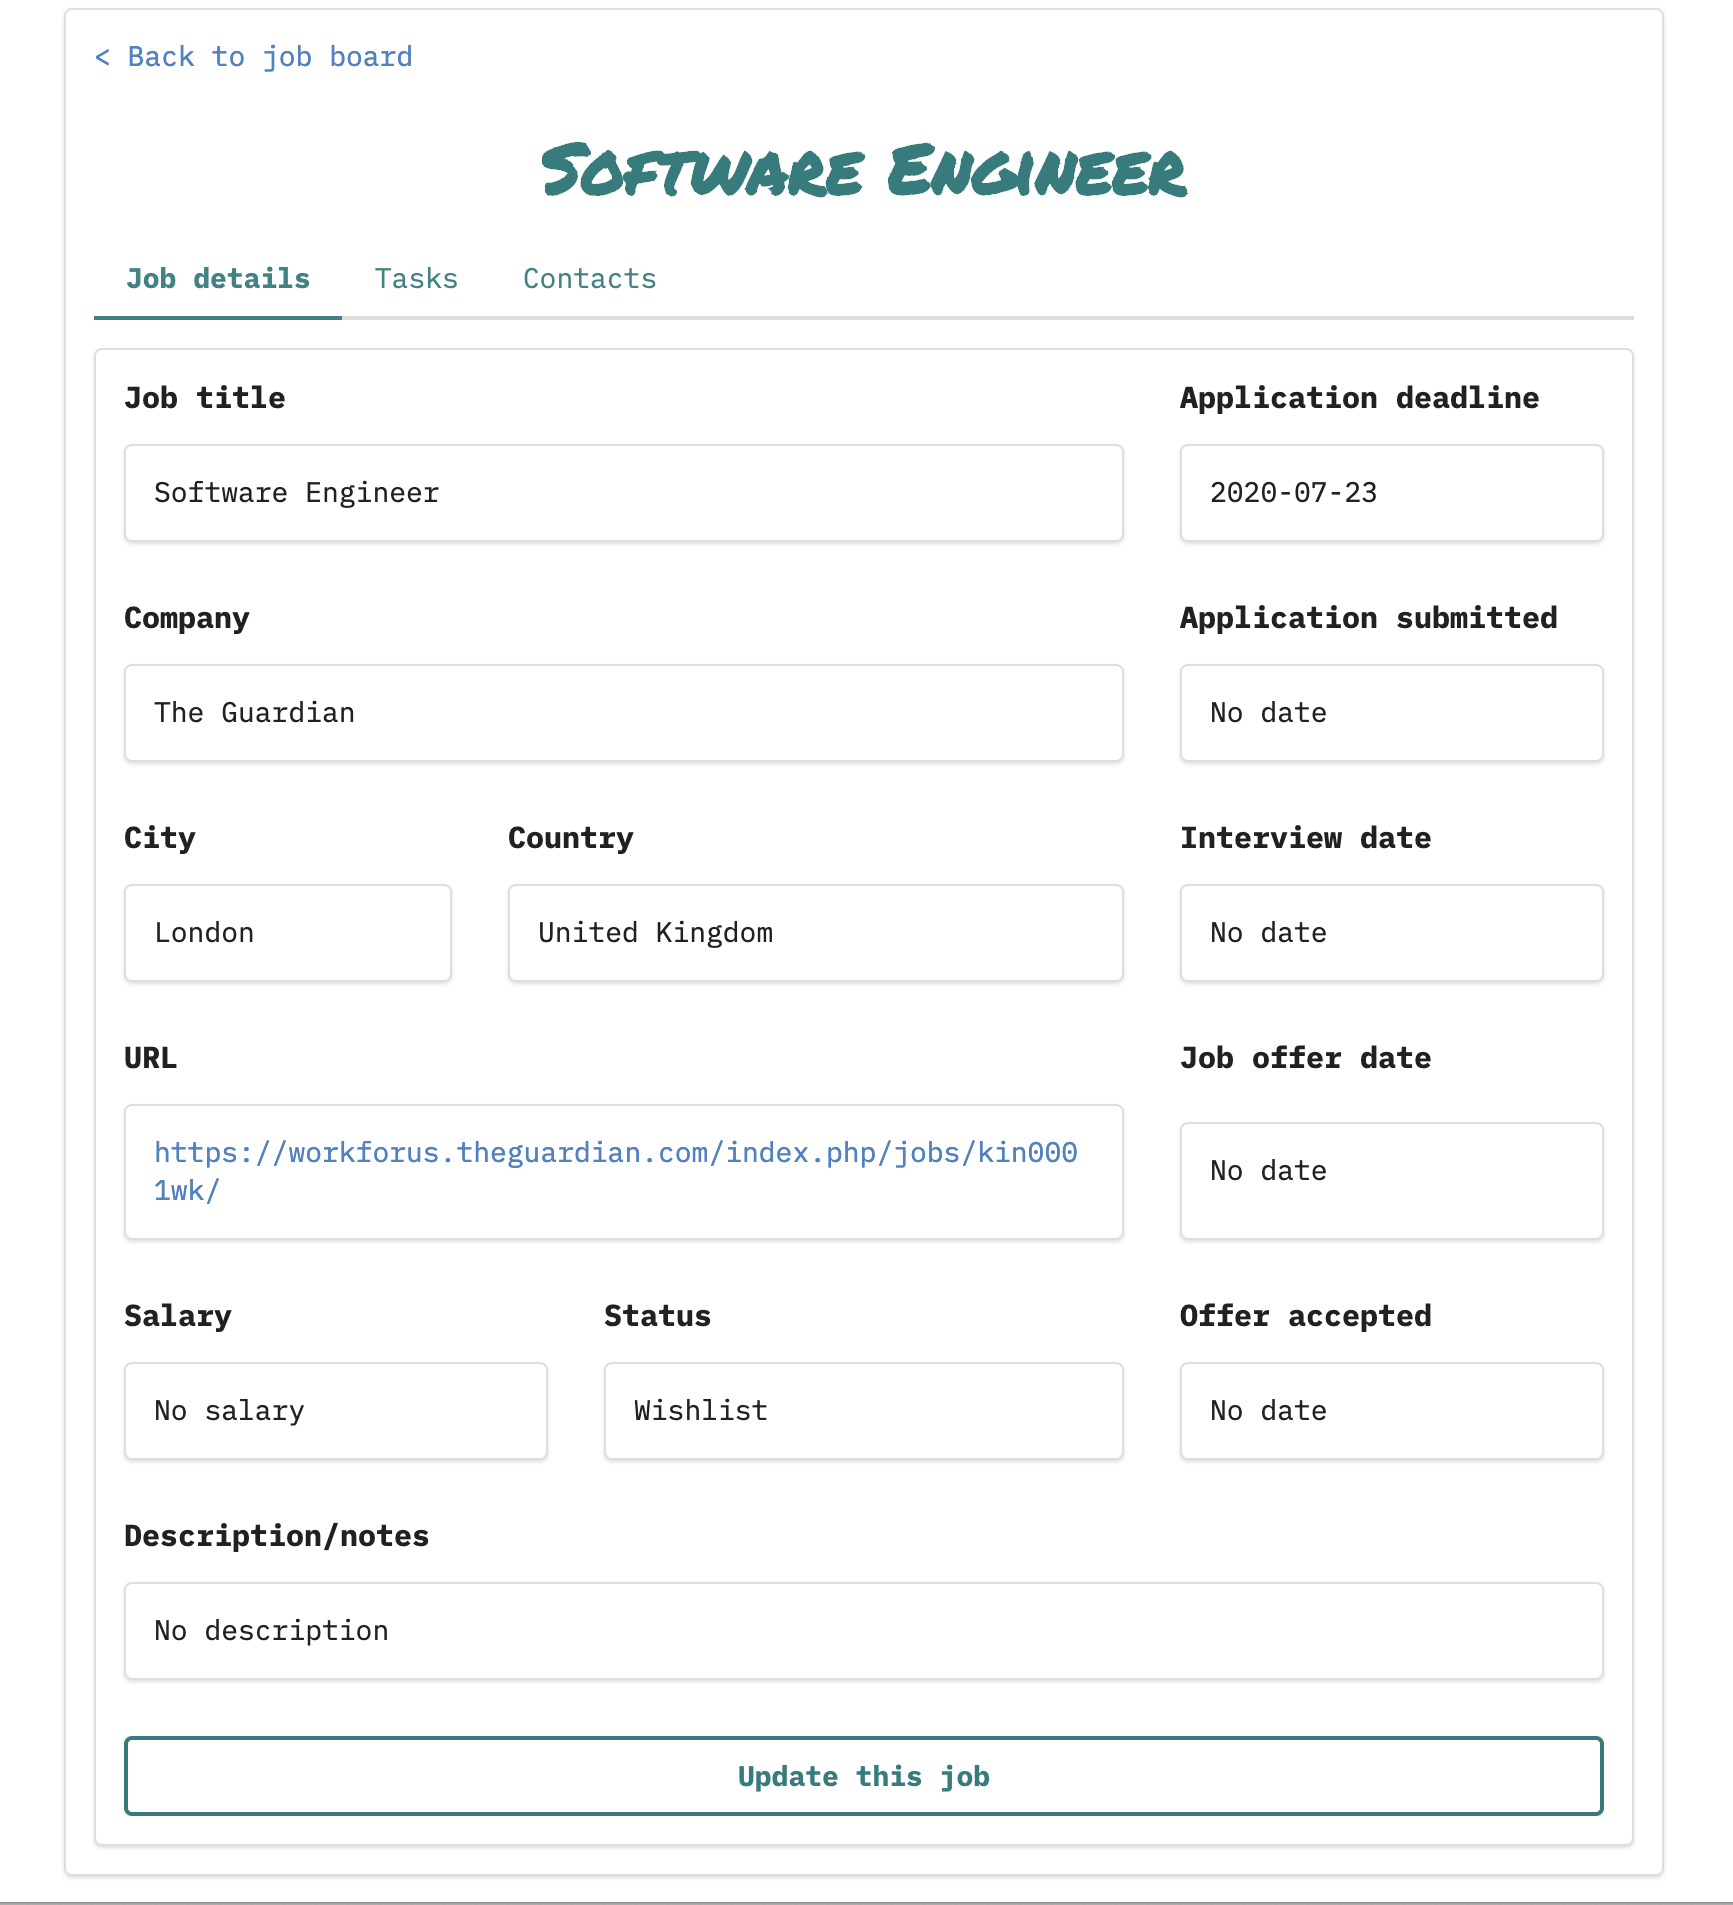 < Back to job board
Software Engineer
Job details Tasks Contacts
Job title
Software Engineer
Application deadline
2020-07-23
Company
The Guardian
Application submitted
No date
City
London
Country
United Kingdom
Interview date
No date
URL
https://workforus.theguardian.com/index.php/jobs/kin000
1wk/
Job offer date
No date
Salary
No salary
Status
Wishlist
Offer accepted
No date
Description/notes
No description
Update this job